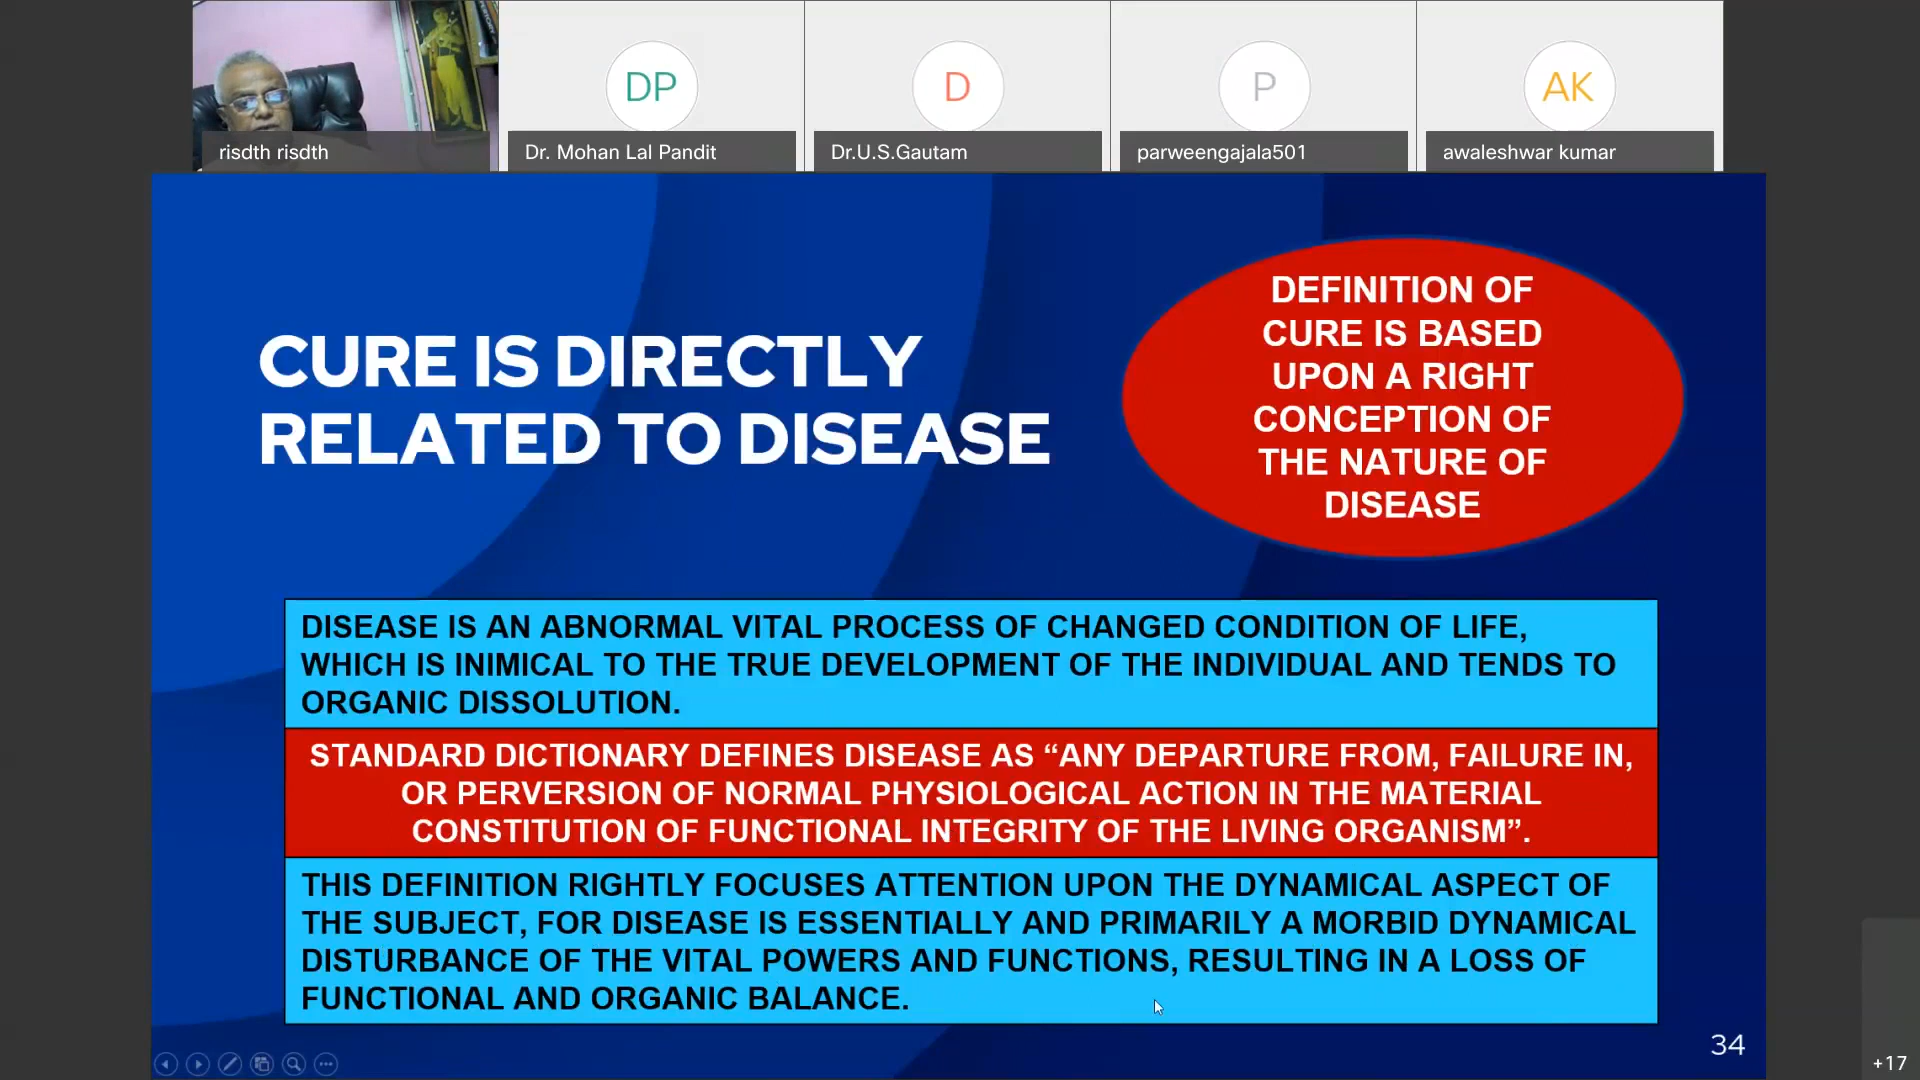 DP
D
P
AK
risdth risdth
Dr. Mohan Lal Pandit
Dr.U.S.Gautam
parweengajala501
awaleshwar kumar
CURE IS DIRECTLY
RELATED TO DISEASE
DEFINITION OF
CURE IS BASED
UPON A RIGHT
CONCEPTION OF
THE NATURE OF
DISEASE
DISEASE IS AN ABNORMAL VITAL PROCESS OF CHANGED CONDITION OF LIFE,
WHICH IS INIMICAL TO THE TRUE DEVELOPMENT OF THE INDIVIDUAL AND TENDS TO
ORGANIC DISSOLUTION.
STANDARD DICTIONARY DEFINES DISEASE AS “ANY DEPARTURE FROM, FAILURE IN,
OR PERVERSION OF NORMAL PHYSIOLOGICAL ACTION IN THE MATERIAL
CONSTITUTION OF FUNCTIONAL INTEGRITY OF THE LIVING ORGANISM”.
THIS DEFINITION RIGHTLY FOCUSES ATTENTION UPON THE DYNAMICAL ASPECT OF
THE SUBJECT, FOR DISEASE IS ESSENTIALLY AND PRIMARILY A MORBID DYNAMICAL
DISTURBANCE OF THE VITAL POWERS AND FUNCTIONS, RESULTING IN A LOSS OF
FUNCTIONAL AND ORGANIC BALANCE.
34
+17